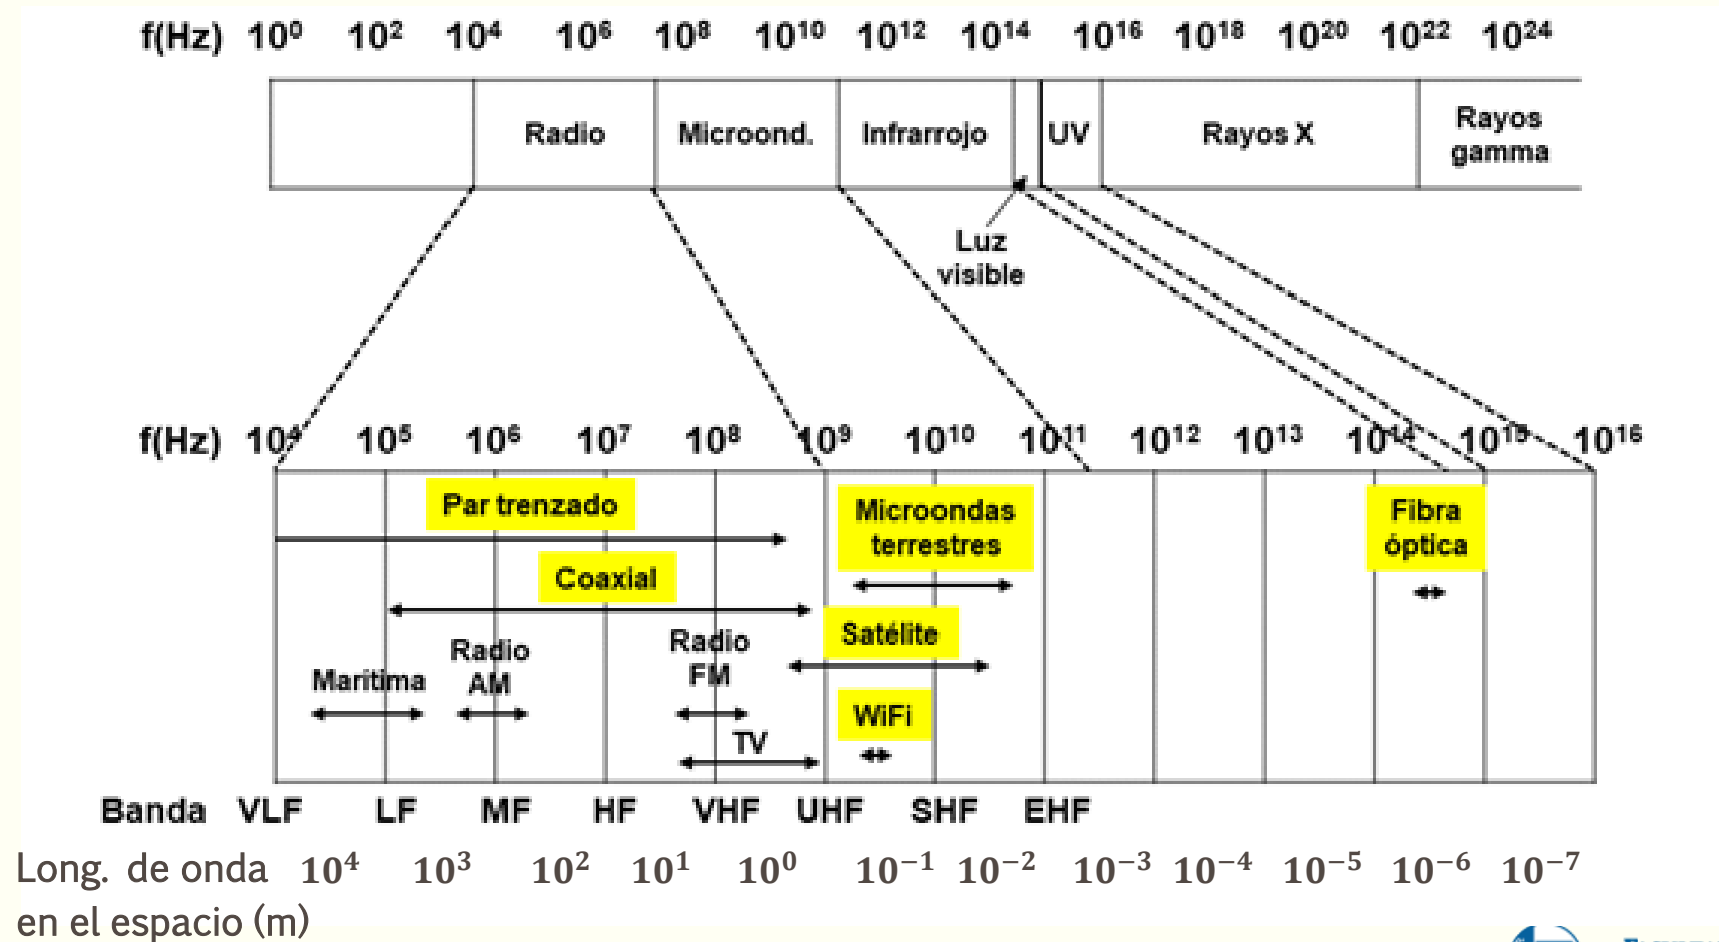 f(Hz) 10⁰ 10² 10⁴ 10⁶ 10⁸ 10¹⁰ 10¹² 10¹⁴ 10¹⁶ 10¹⁸ 10²⁰ 10²² 10²⁴
Radio Microond. Infrarrojo UV Rayos X Rayos
gamma
Luz
visible
f(Hz) 10⁴ 10⁵ 10⁶ 10⁷ 10⁸ 10⁹ 10¹⁰ 10¹¹ 10¹² 10¹³ 10¹⁴ 10¹⁵ 10¹⁶
Par trenzado
Microondas
terrestres
Fibra
óptica
Coaxial
Satélite
Radio
AM
Radio
FM
Marítima
WiFi
TV
Banda VLF LF MF HF VHF UHF SHF EHF
Long. de onda 10⁴ 10³ 10² 10¹ 10⁰ 10⁻¹ 10⁻² 10⁻³ 10⁻⁴ 10⁻⁵ 10⁻⁶ 10⁻⁷
en el espacio (m)